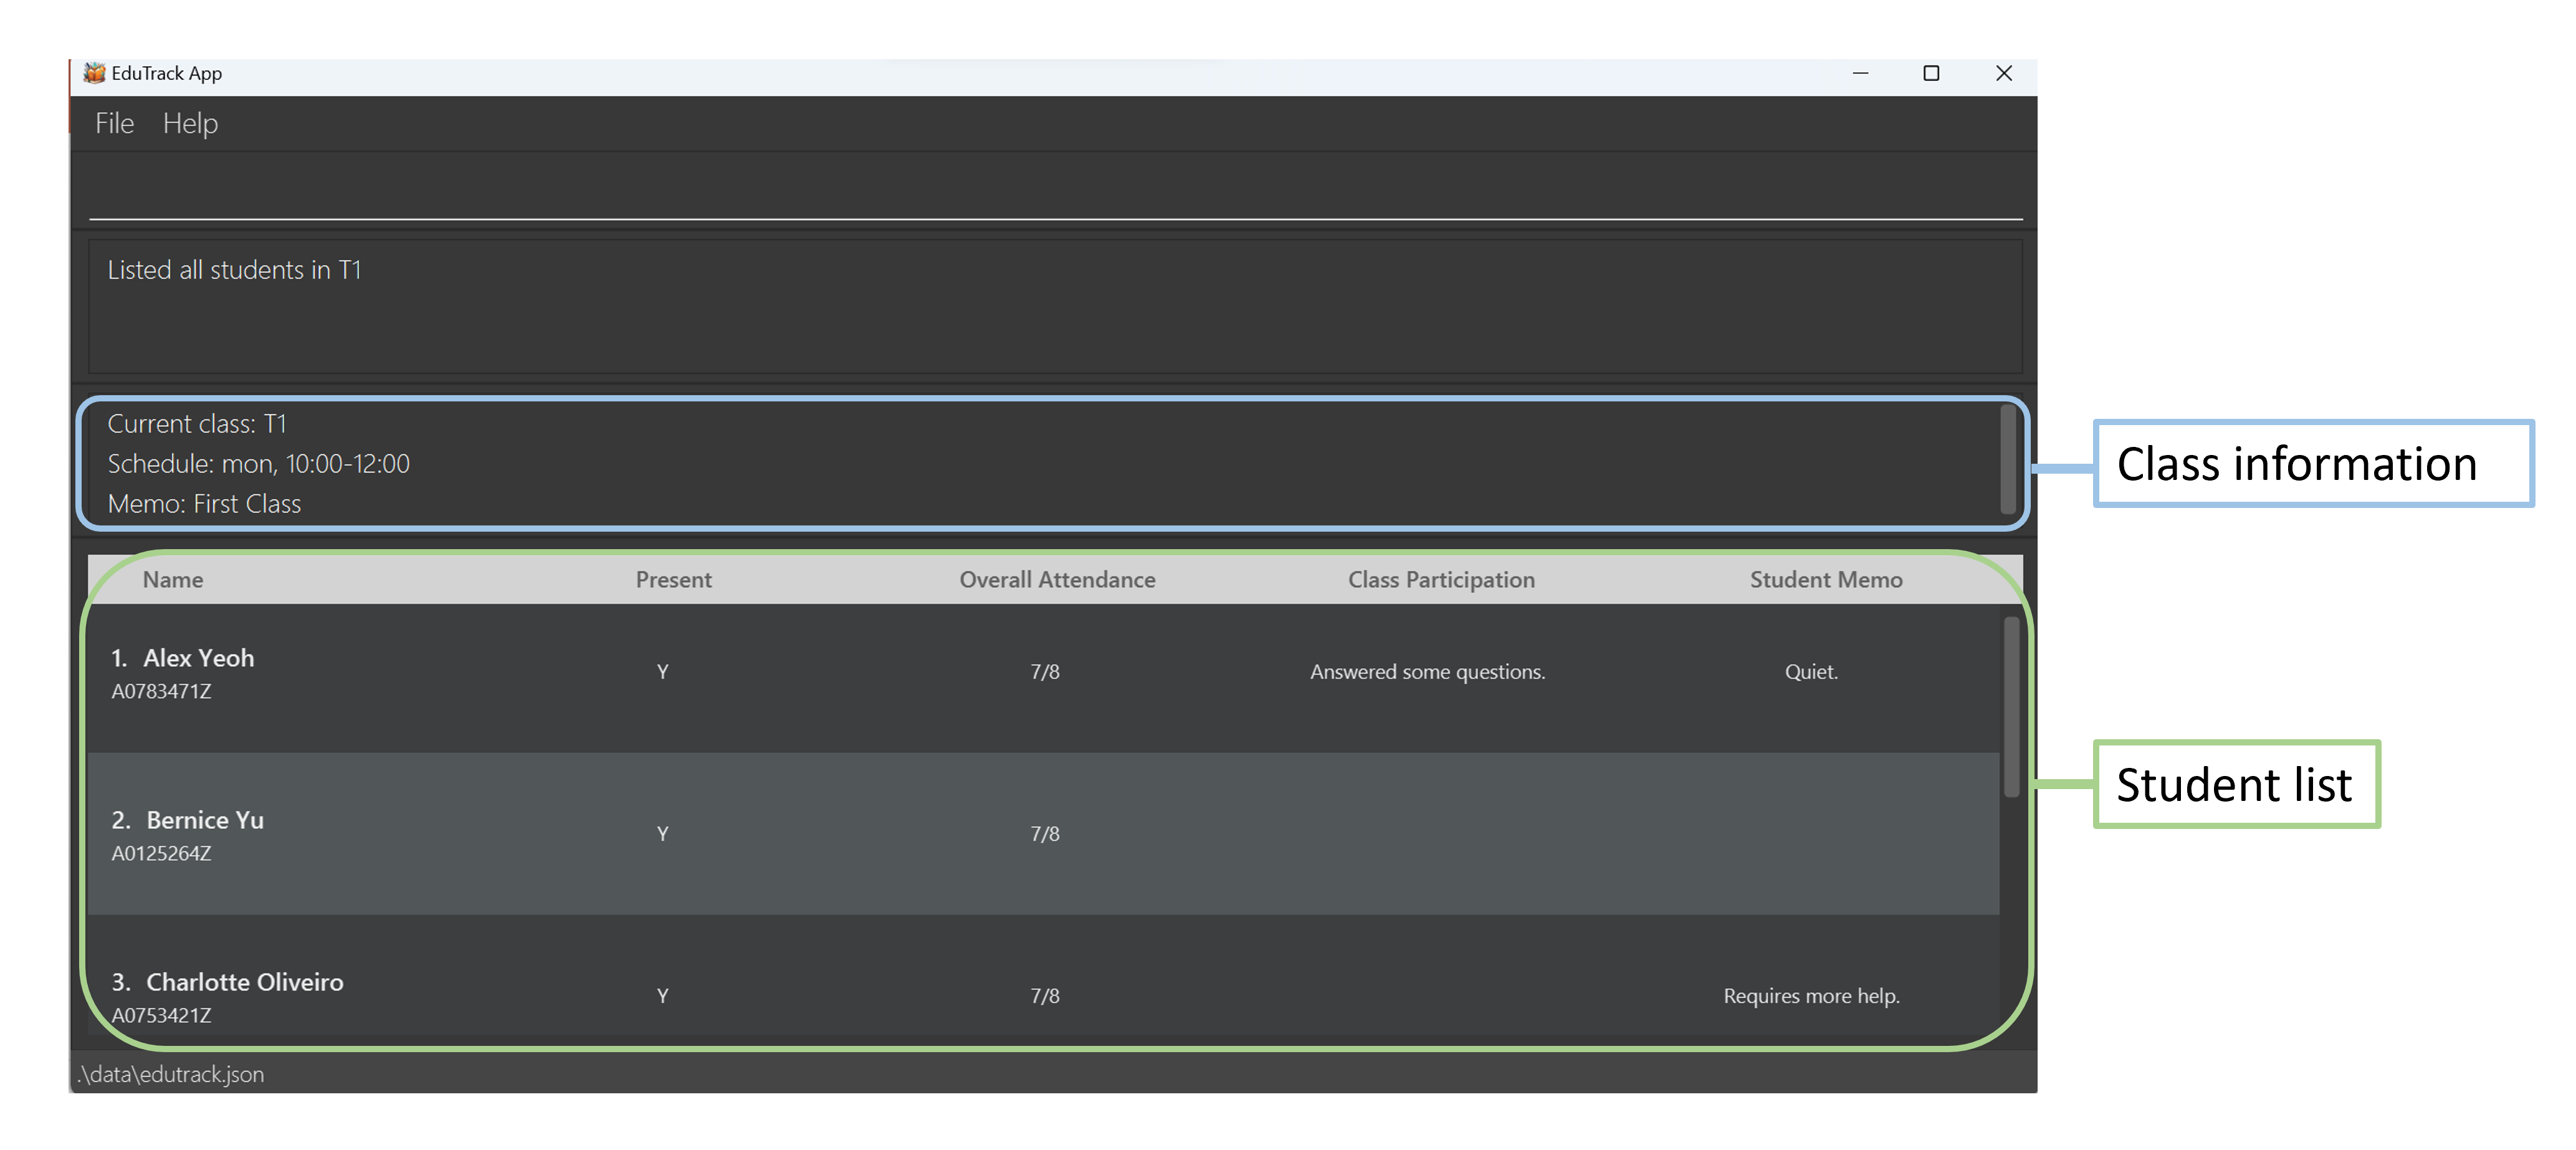 EduTrack App
File Help
Listed all students in T1
Current class: T1
Schedule: mon, 10:00-12:00
Memo: First Class
Class information
Name Present Overall Attendance Class Participation Student Memo
1. Alex Yeoh
A0783471Z
Y 7/8 Answered some questions. Quiet.
Student list
2. Bernice Yu
A0125264Z
Y 7/8
3. Charlotte Oliveiro
A0753421Z
Y 7/8 Requires more help.
.\data\edutrack.json